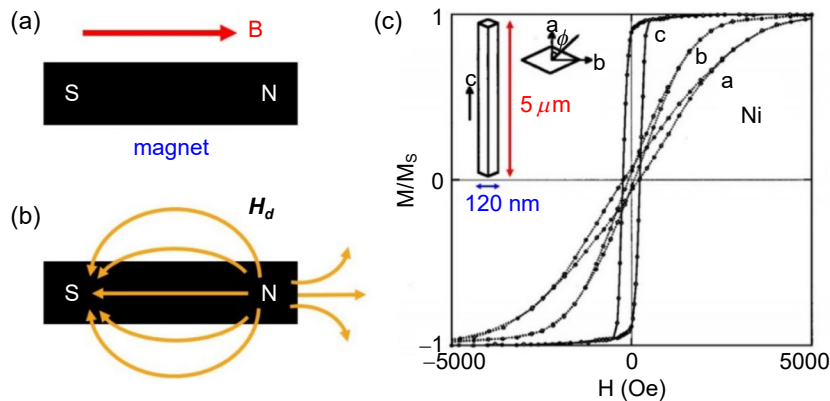 (a)
B
S N
magnet
(b)
H_d
S N
(c)
M/M_S
1
0
−1
−5000 0 5000
H (Oe)
a
ϕ
b
c
5 μm
120 nm
c
b
a
Ni